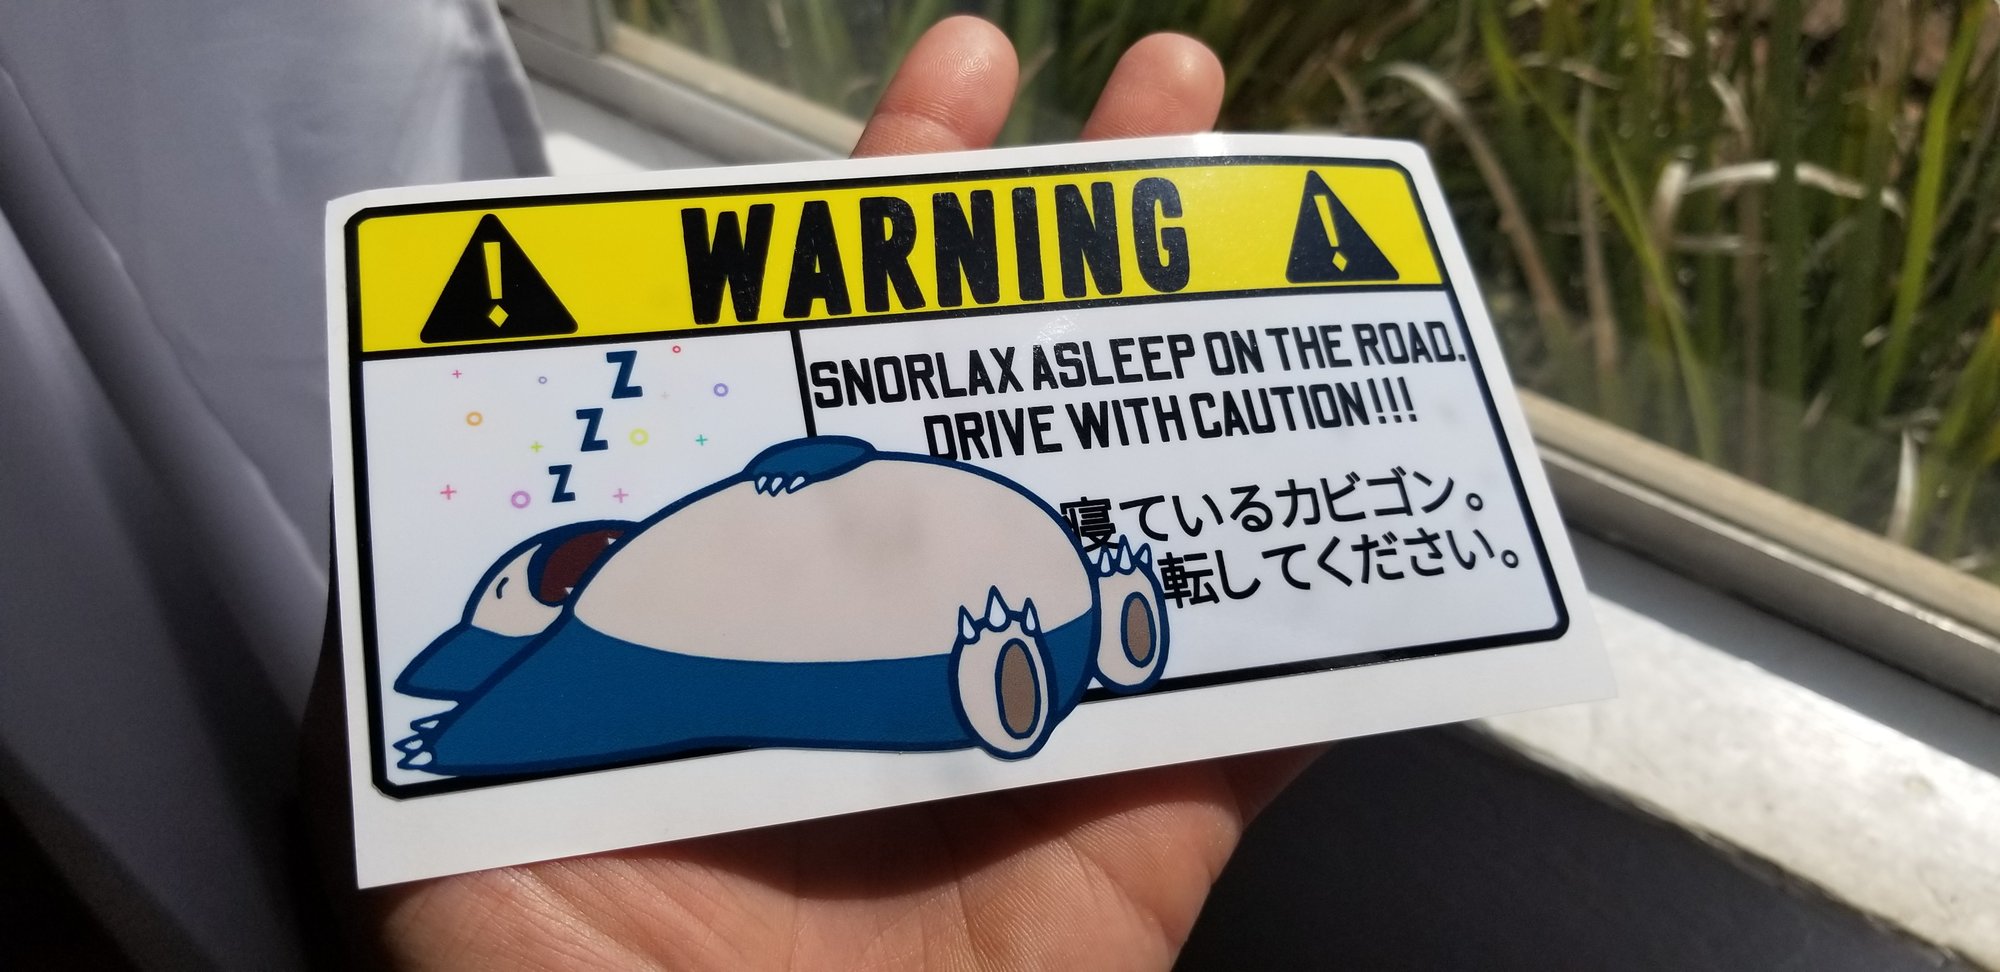 WARNING
SNORLAX ASLEEP ON THE ROAD.
DRIVE WITH CAUTION!!!
Z
Z
Z
寝ているカビゴン。
転してください。